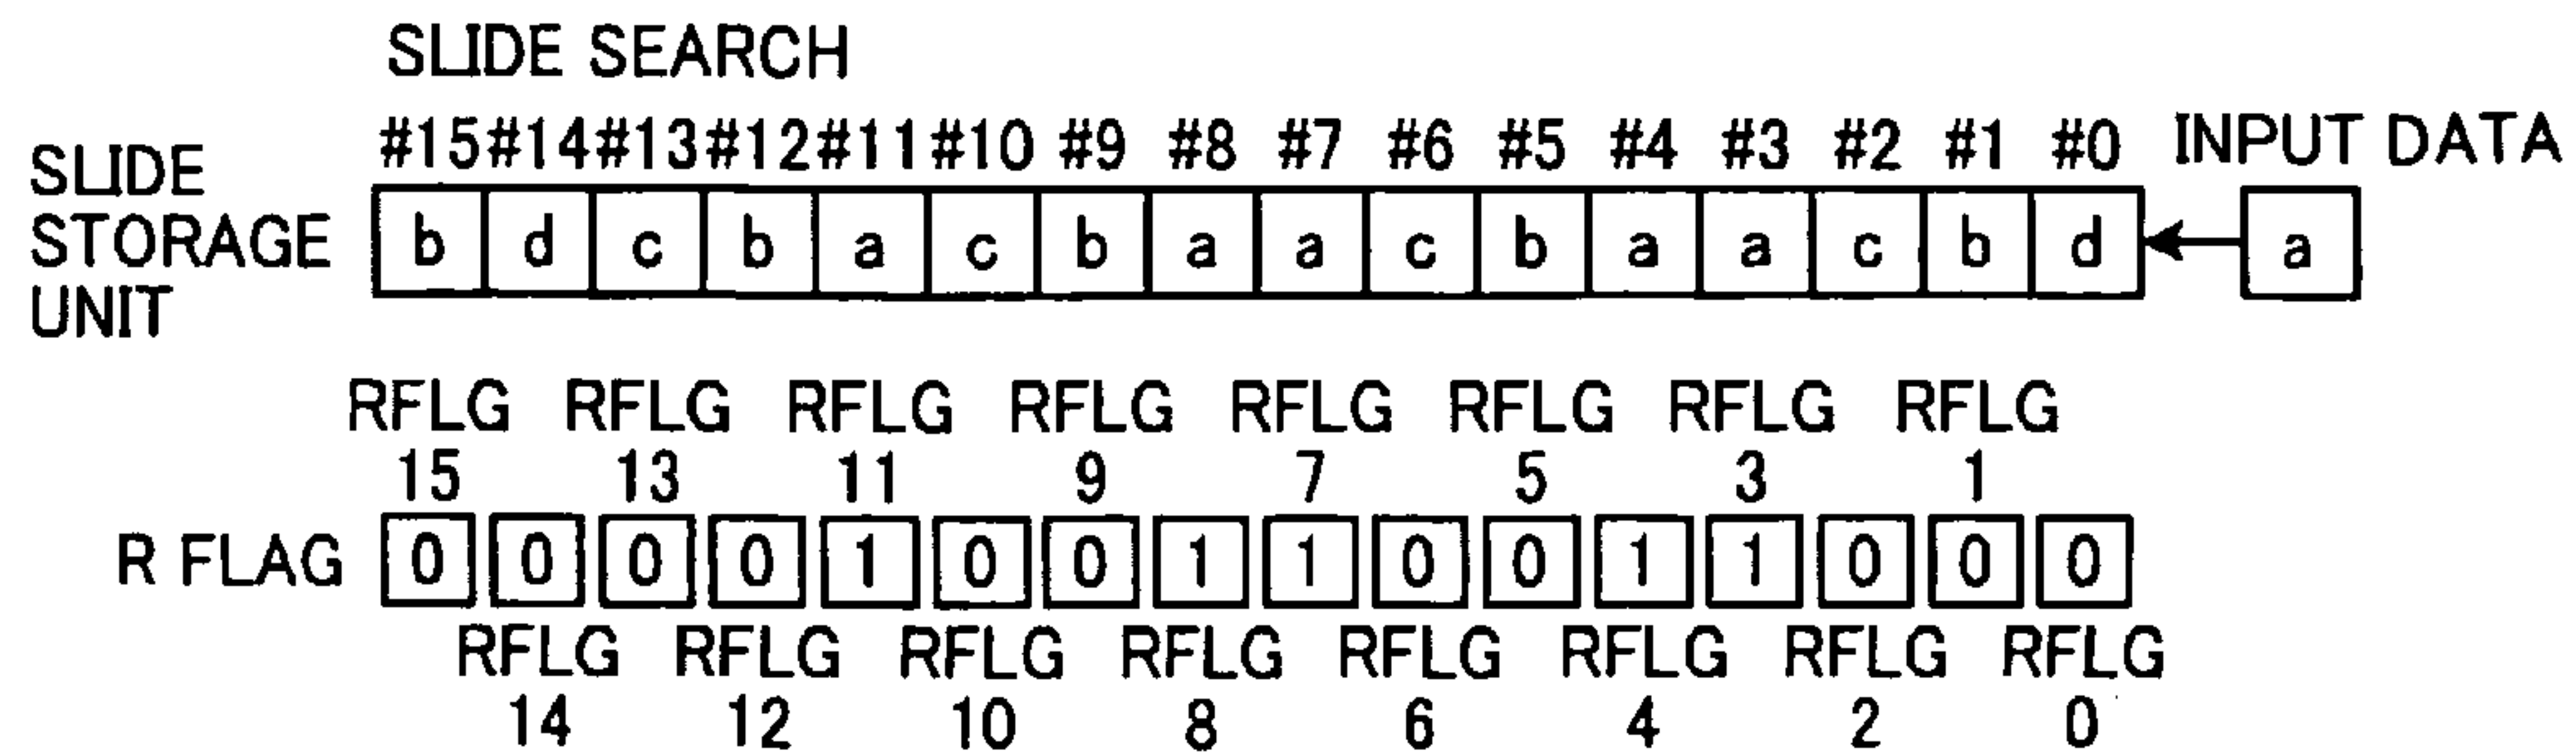 SLIDE SEARCH
#15 #14 #13 #12 #11 #10 #9 #8 #7 #6 #5 #4 #3 #2 #1 #0 INPUT DATA
SLIDE
STORAGE
UNIT
b d c b a c b a a c b a a c b d a
RFLG RFLG RFLG RFLG RFLG RFLG RFLG RFLG
15 13 11 9 7 5 3 1
R FLAG 0 0 0 0 1 0 0 1 1 0 0 1 1 0 0 0
RFLG RFLG RFLG RFLG RFLG RFLG RFLG RFLG
14 12 10 8 6 4 2 0